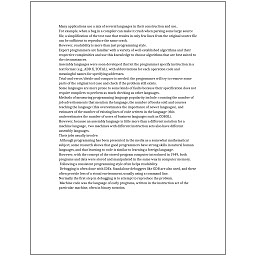 Many applications use a mix of several languages in their construction and use.
For example, when a bug in a compiler can make it crash when parsing some large source
file, a simplification of the test case that results in only few lines from the original source file
can be sufficient to reproduce the same crash.
However, readability is more than just programming style.
Expert programmers are familiar with a variety of well-established algorithms and their
respective complexities and use this knowledge to choose algorithms that are best suited to
the circumstances.
Assembly languages were soon developed that let the programmer specify instruction in a
text format (e.g., ADD X, TOTAL), with abbreviations for each operation code and
meaningful names for specifying addresses.
Trial-and-error/divide-and-conquer is needed: the programmer will try to remove some
parts of the original test case and check if the problem still exists.
Some languages are more prone to some kinds of faults because their specification does not
require compilers to perform as much checking as other languages.
Methods of measuring programming language popularity include: counting the number of
job advertisements that mention the language, the number of books sold and courses
teaching the language (this overestimates the importance of newer languages), and
estimates of the number of existing lines of code written in the language (this
underestimates the number of users of business languages such as COBOL).
However, because an assembly language is little more than a different notation for a
machine language, two machines with different instruction sets also have different
assembly languages.
Their jobs usually involve:
Although programming has been presented in the media as a somewhat mathematical
subject, some research shows that good programmers have strong skills in natural human
languages, and that learning to code is similar to learning a foreign language.
However, with the concept of the stored-program computer introduced in 1949, both
programs and data were stored and manipulated in the same way in computer memory.
Following a consistent programming style often helps readability.
Debugging is often done with IDEs. Standalone debuggers like GDB are also used, and these
often provide less of a visual environment, usually using a command line.
Normally the first step in debugging is to attempt to reproduce the problem.
Machine code was the language of early programs, written in the instruction set of the
particular machine, often in binary notation.